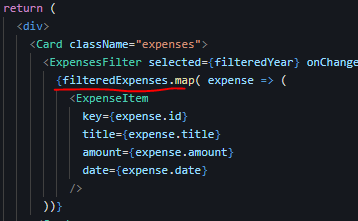 return (
<div>
<Card className="expenses">
<ExpensesFilter selected={filteredYear} onChange
{filteredExpenses.map( expense => (
<ExpenseItem
key={expense.id}
title={expense.title}
amount={expense.amount}
date={expense.date}
/>
))}